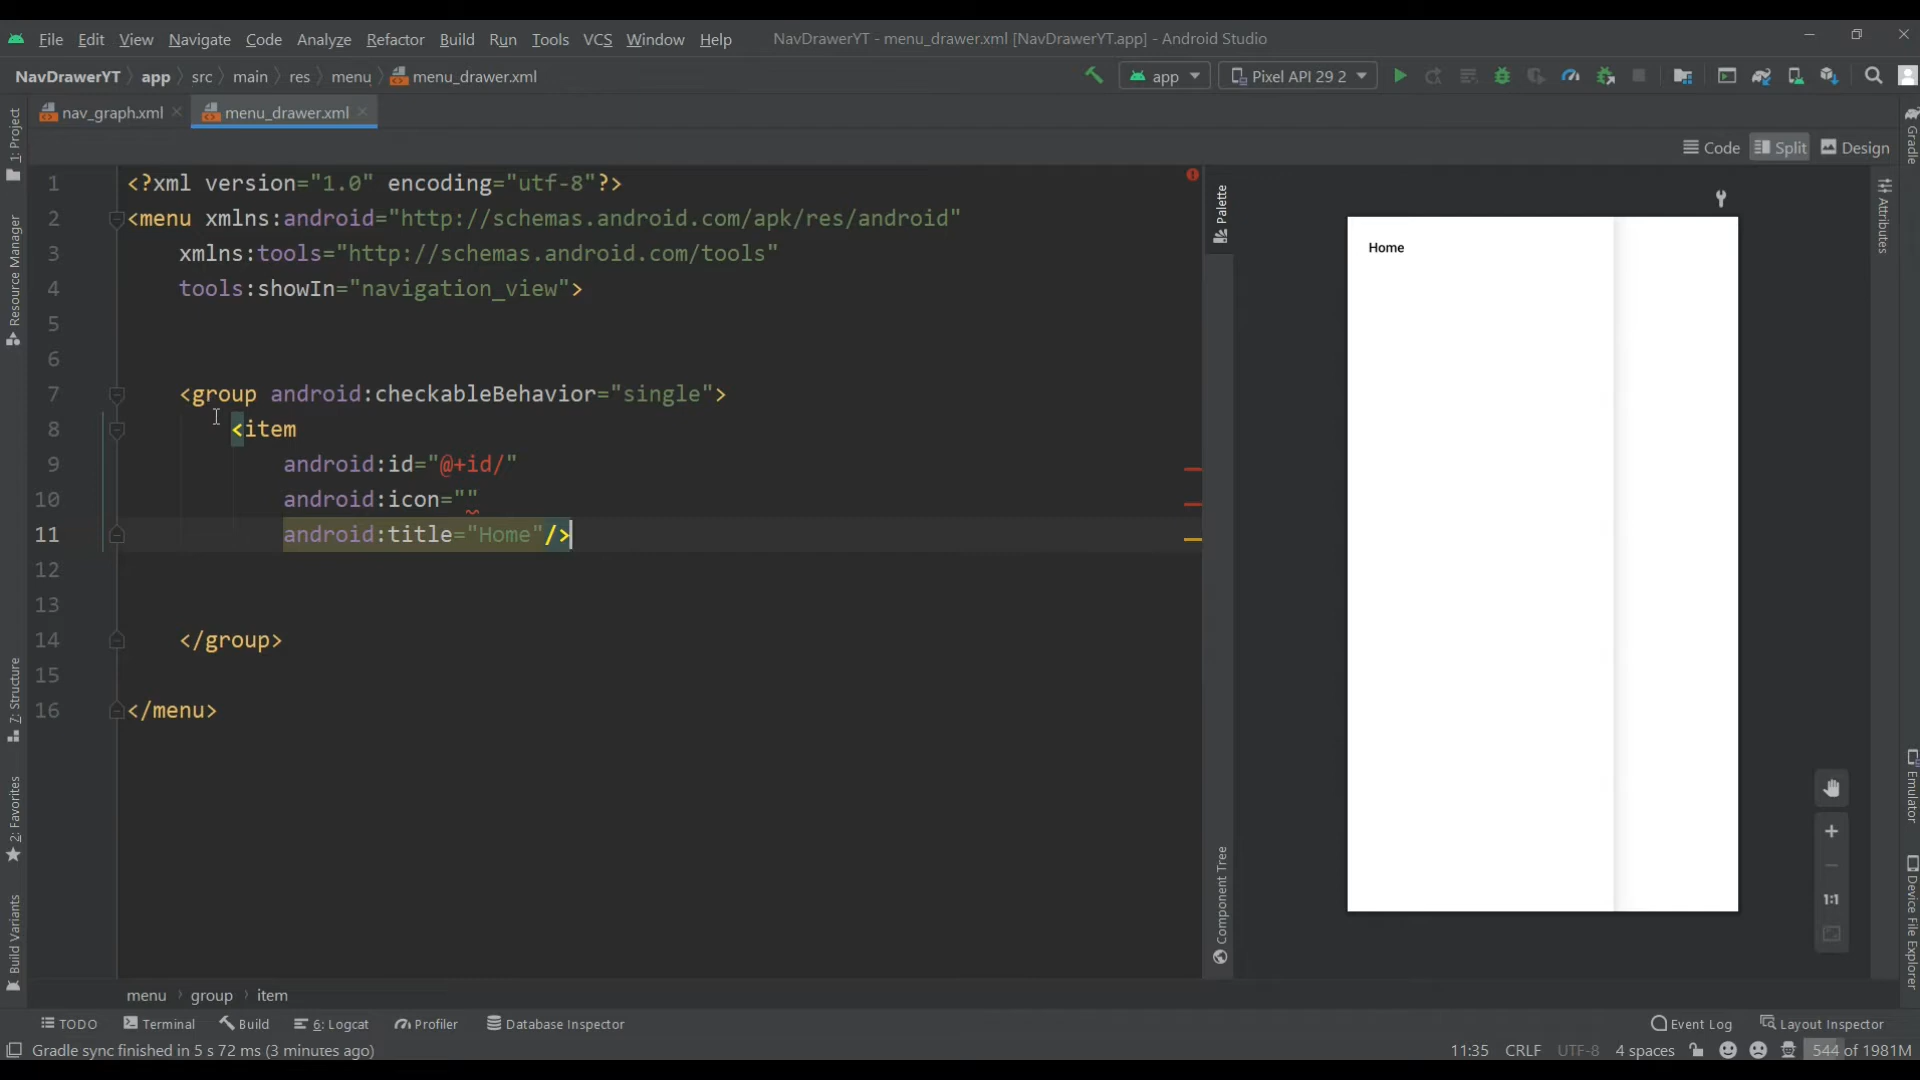 File Edit View Navigate Code Analyze Refactor Build Run Tools VCS Window Help NavDrawerYT - menu_drawer.xml [NavDrawerYT.app] - Android Studio
NavDrawerYT app src main res menu menu_drawer.xml app Pixel API 29 2
nav_graph.xml menu_drawer.xml
Code Split Design
1 <?xml version="1.0" encoding="utf-8"?>
2 <menu xmlns:android="http://schemas.android.com/apk/res/android"
3 xmlns:tools="http://schemas.android.com/tools"
4 tools:showIn="navigation_view">
5
6
7 <group android:checkableBehavior="single">
8 <item
9 android:id="@+id/"
10 android:icon=""
11 android:title="Home"/>
12
13
14 </group>
15
16 </menu>
1: Project
Resource Manager
7: Structure
2: Favorites
Build Variants
Palette
Component Tree
Home
1:1
Attributes
Gradle
Emulator
Device File Explorer
menu group item
TODO Terminal Build 6: Logcat Profiler Database Inspector Event Log Layout Inspector
Gradle sync finished in 5 s 72 ms (3 minutes ago) 11:35 CRLF UTF-8 4 spaces 544 of 1981M